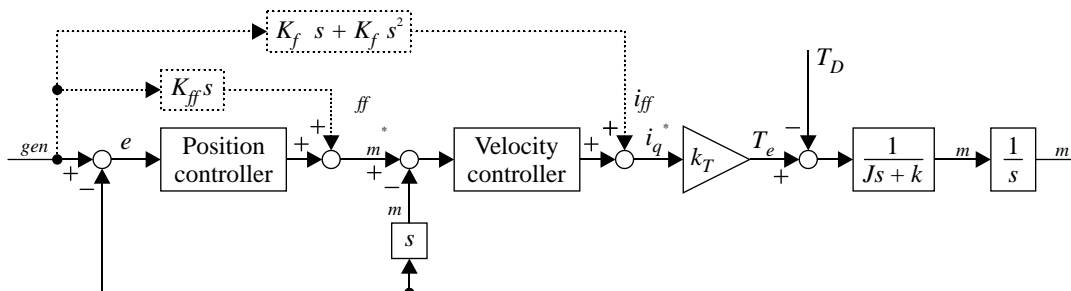 K_f s + K_f s^2
T_D
K_ff s
ff
i_ff
gen
e
Position controller
m*
Velocity controller
i_q*
k_T
T_e
1 / (Js + k)
m
1 / s
m
m
s
+
−
+
+
+
−
+
+
−
+